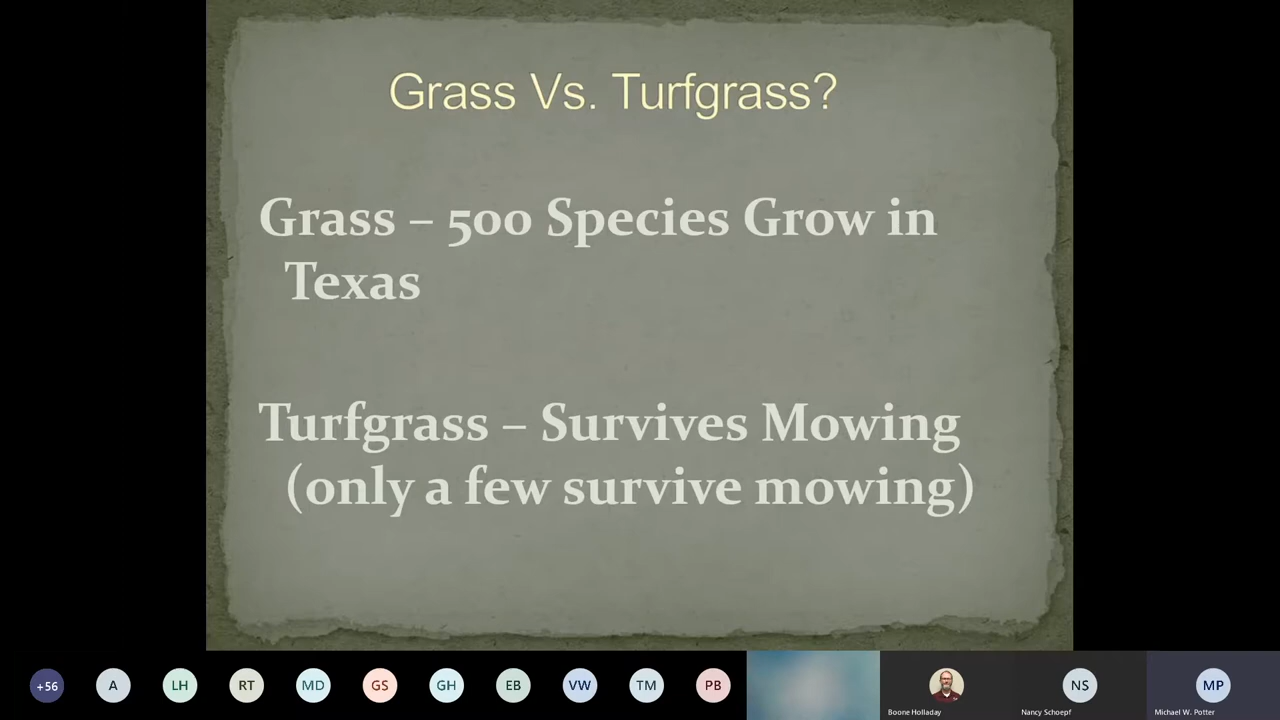 Grass Vs. Turfgrass?
Grass – 500 Species Grow in
Texas
Turfgrass – Survives Mowing
(only a few survive mowing)
+56
A
LH
RT
MD
GS
GH
EB
VW
TM
PB
NS
MP
Boone Holladay
Nancy Schoepf
Michael W. Potter